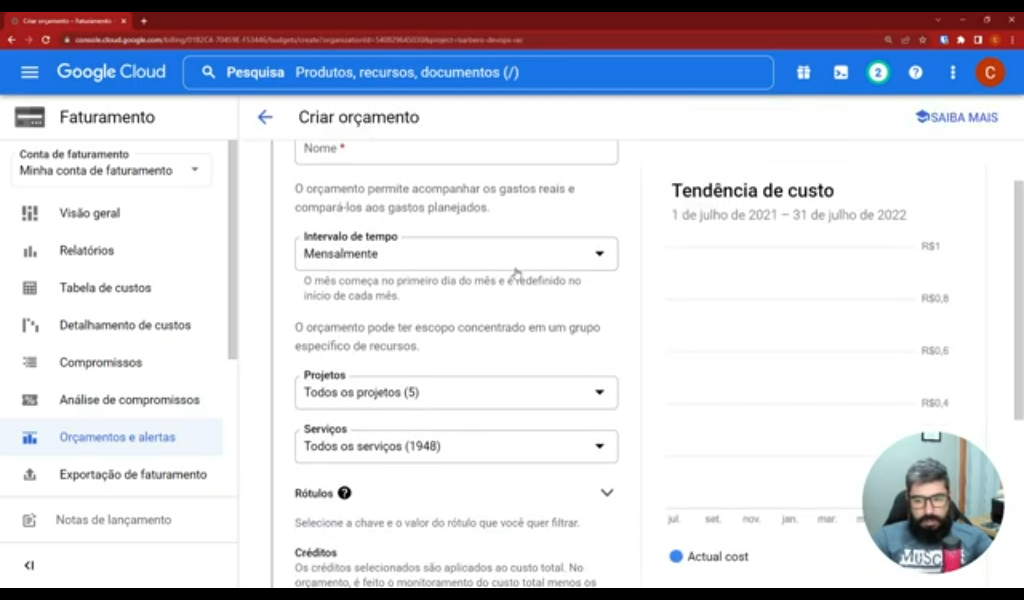 Criar orçamento – Faturamento
console.cloud.google.com
Google Cloud
Pesquisa Produtos, recursos, documentos (/)
2
C
Faturamento
Criar orçamento
SAIBA MAIS
Conta de faturamento
Minha conta de faturamento
Visão geral
Relatórios
Tabela de custos
Detalhamento de custos
Compromissos
Análise de compromissos
Orçamentos e alertas
Exportação de faturamento
Notas de lançamento
Nome *
O orçamento permite acompanhar os gastos reais e
compará-los aos gastos planejados.
Intervalo de tempo
Mensalmente
O mês começa no primeiro dia do mês e é redefinido no
início de cada mês.
O orçamento pode ter escopo concentrado em um grupo
específico de recursos.
Projetos
Todos os projetos (5)
Serviços
Todos os serviços (1948)
Rótulos ?
Selecione a chave e o valor do rótulo que você quer filtrar.
Créditos
Os créditos selecionados são aplicados ao custo total. No
orçamento, é feito o monitoramento do custo total menos os
Tendência de custo
1 de julho de 2021 – 31 de julho de 2022
R$1
R$0,8
R$0,6
R$0,4
jul. set. nov. jan. mar.
Actual cost